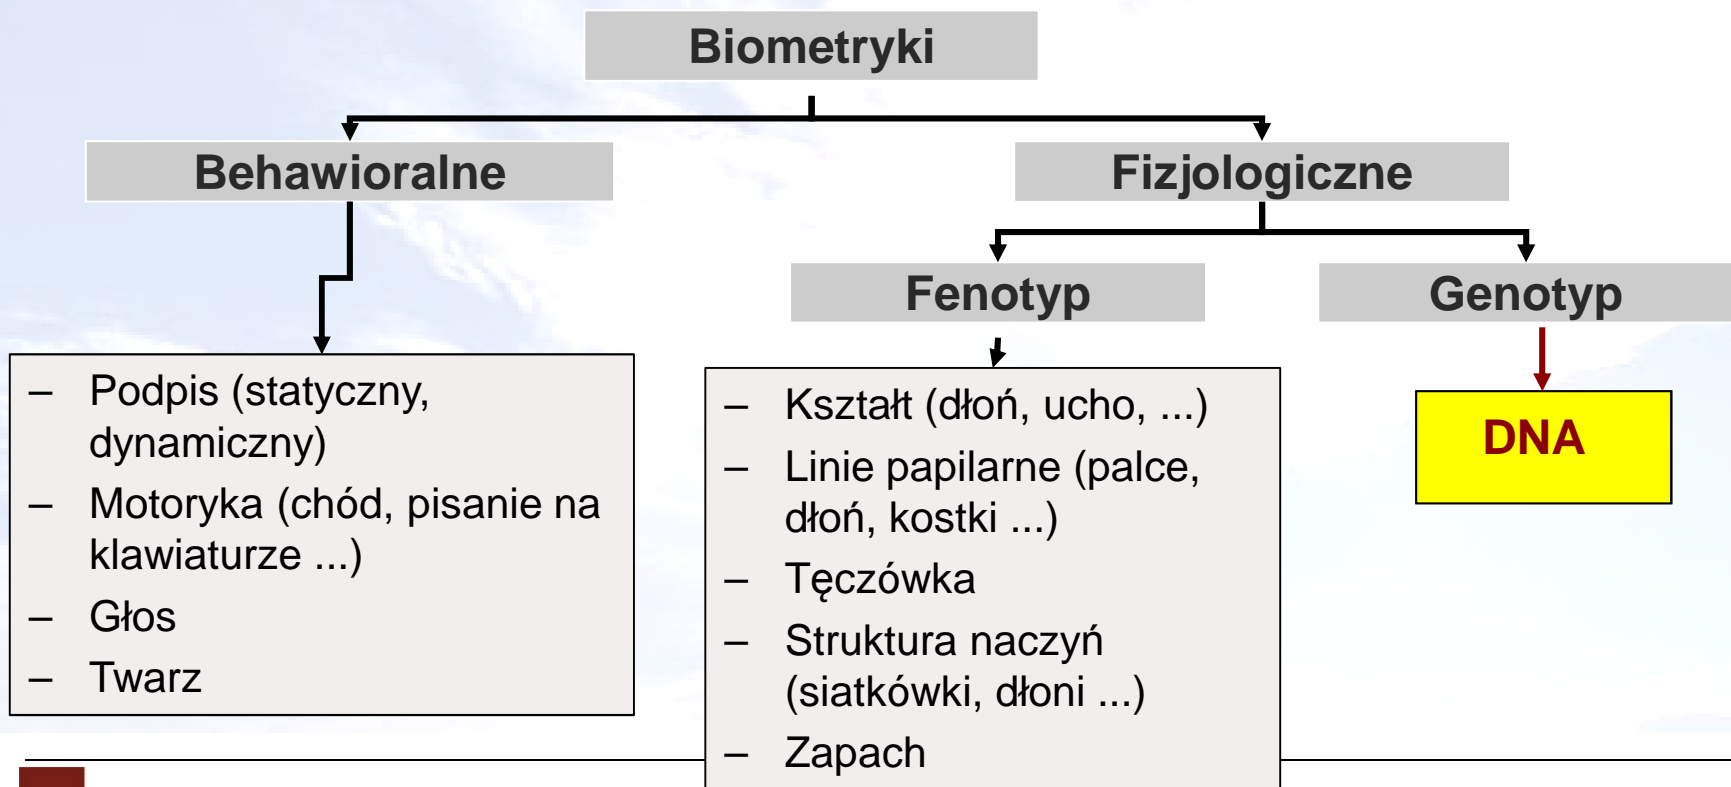 Biometryki
Behawioralne
Fizjologiczne
Fenotyp
Genotyp
– Podpis (statyczny,
dynamiczny)
– Motoryka (chód, pisanie na
klawiaturze ...)
– Głos
– Twarz
– Kształt (dłoń, ucho, ...)
– Linie papilarne (palce,
dłoń, kostki ...)
– Tęczówka
– Struktura naczyń
(siatkówki, dłoni ...)
– Zapach
DNA